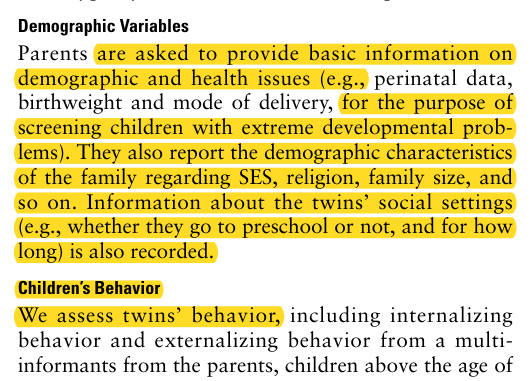 Demographic Variables
Parents are asked to provide basic information on
demographic and health issues (e.g., perinatal data,
birthweight and mode of delivery, for the purpose of
screening children with extreme developmental prob-
lems). They also report the demographic characteristics
of the family regarding SES, religion, family size, and
so on. Information about the twins’ social settings
(e.g., whether they go to preschool or not, and for how
long) is also recorded.
Children’s Behavior
We assess twins’ behavior, including internalizing
behavior and externalizing behavior from a multi-
informants from the parents, children above the age of